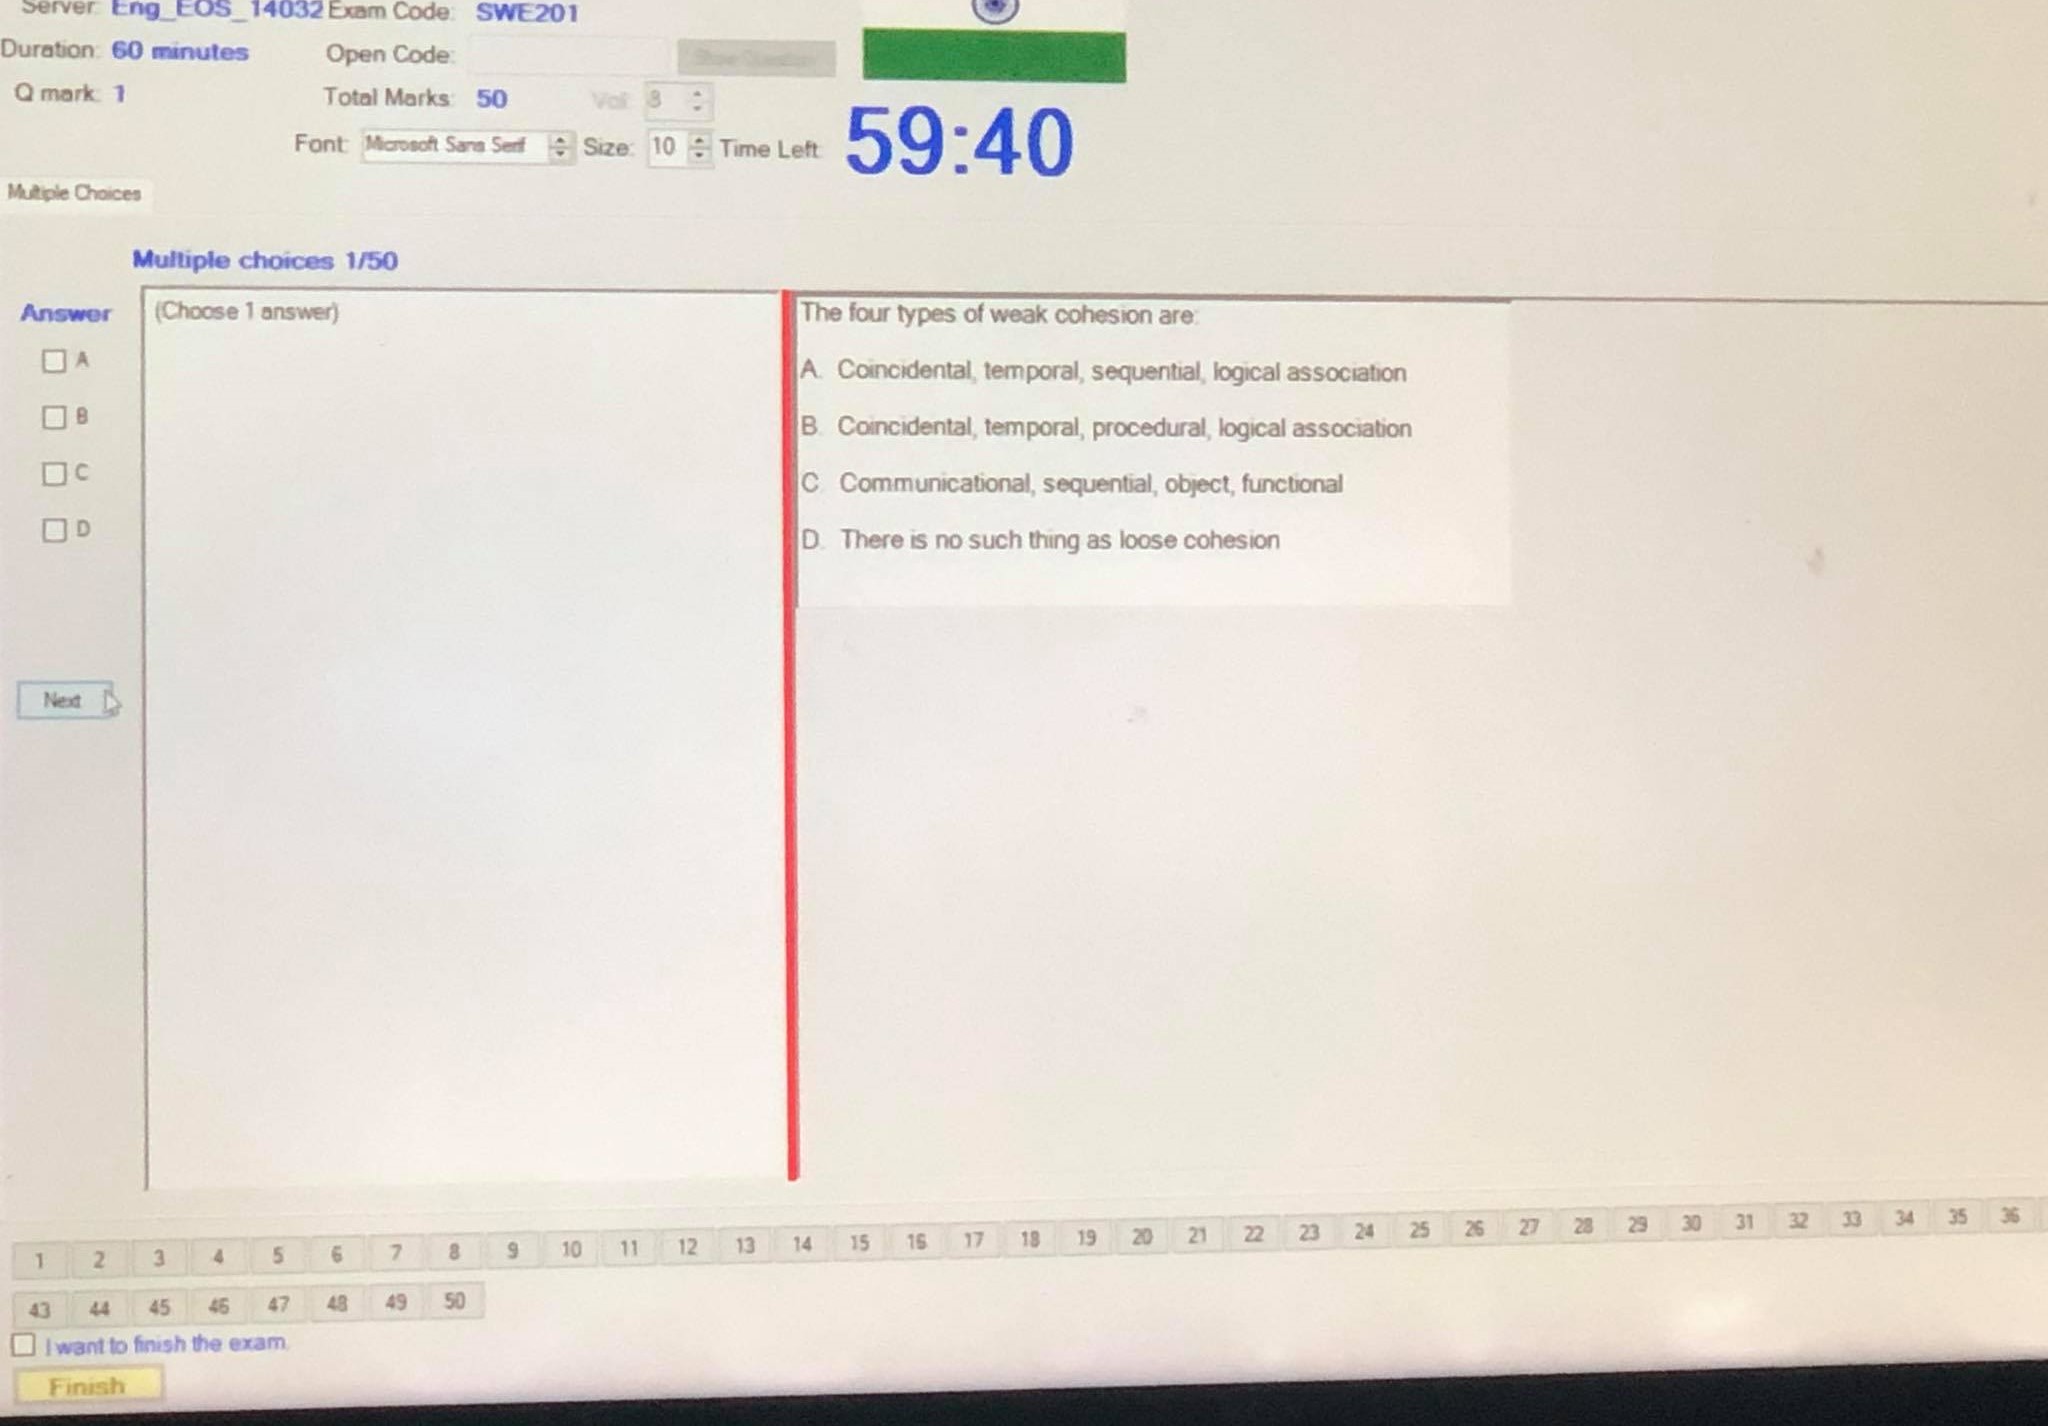 Server: Eng_EOS_14032 Exam Code: SWE201
Duration: 60 minutes Open Code:
Q mark: 1 Total Marks: 50 Vol: 8
Font: Microsoft Sans Serif Size: 10 Time Left: 59:40
Multiple Choices
Multiple choices 1/50
Answer
A
B
C
D
Next
(Choose 1 answer)
The four types of weak cohesion are:
A. Coincidental, temporal, sequential, logical association
B. Coincidental, temporal, procedural, logical association
C. Communicational, sequential, object, functional
D. There is no such thing as loose cohesion
1 2 3 4 5 6 7 8 9 10 11 12 13 14 15 16 17 18 19 20 21 22 23 24 25 26 27 28 29 30 31 32 33 34 35 36
43 44 45 46 47 48 49 50
I want to finish the exam.
Finish